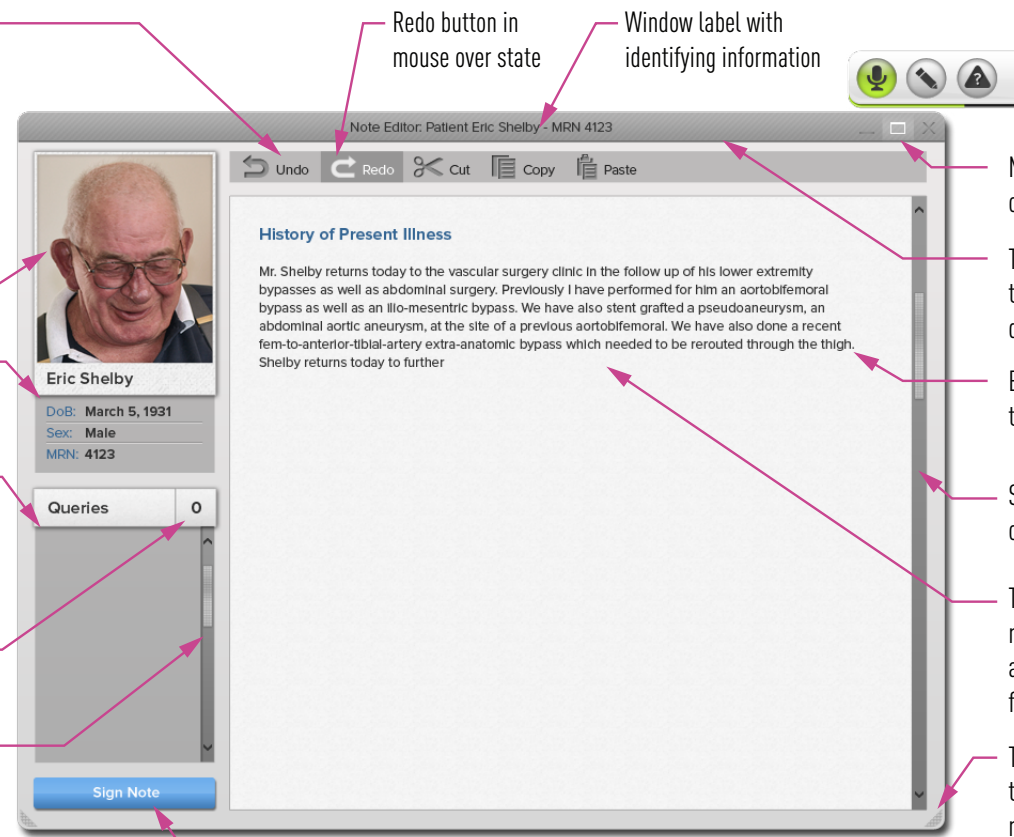 Redo button in
mouse over state
Window label with
identifying information
?
Note Editor: Patient Eric Shelby - MRN 4123
Undo
Redo
Cut
Copy
Paste
Eric Shelby
DoB: March 5, 1931
Sex: Male
MRN: 4123
Queries 0
Sign Note
History of Present Illness
Mr. Shelby returns today to the vascular surgery clinic in the follow up of his lower extremity
bypasses as well as abdominal surgery. Previously I have performed for him an aortobifemoral
bypass as well as an ilio-mesentric bypass. We have also stent grafted a pseudoaneurysm, an
abdominal aortic aneurysm, at the site of a previous aortobifemoral. We have also done a recent
fem-to-anterior-tibial-artery extra-anatomic bypass which needed to be rerouted through the thigh.
Shelby returns today to further